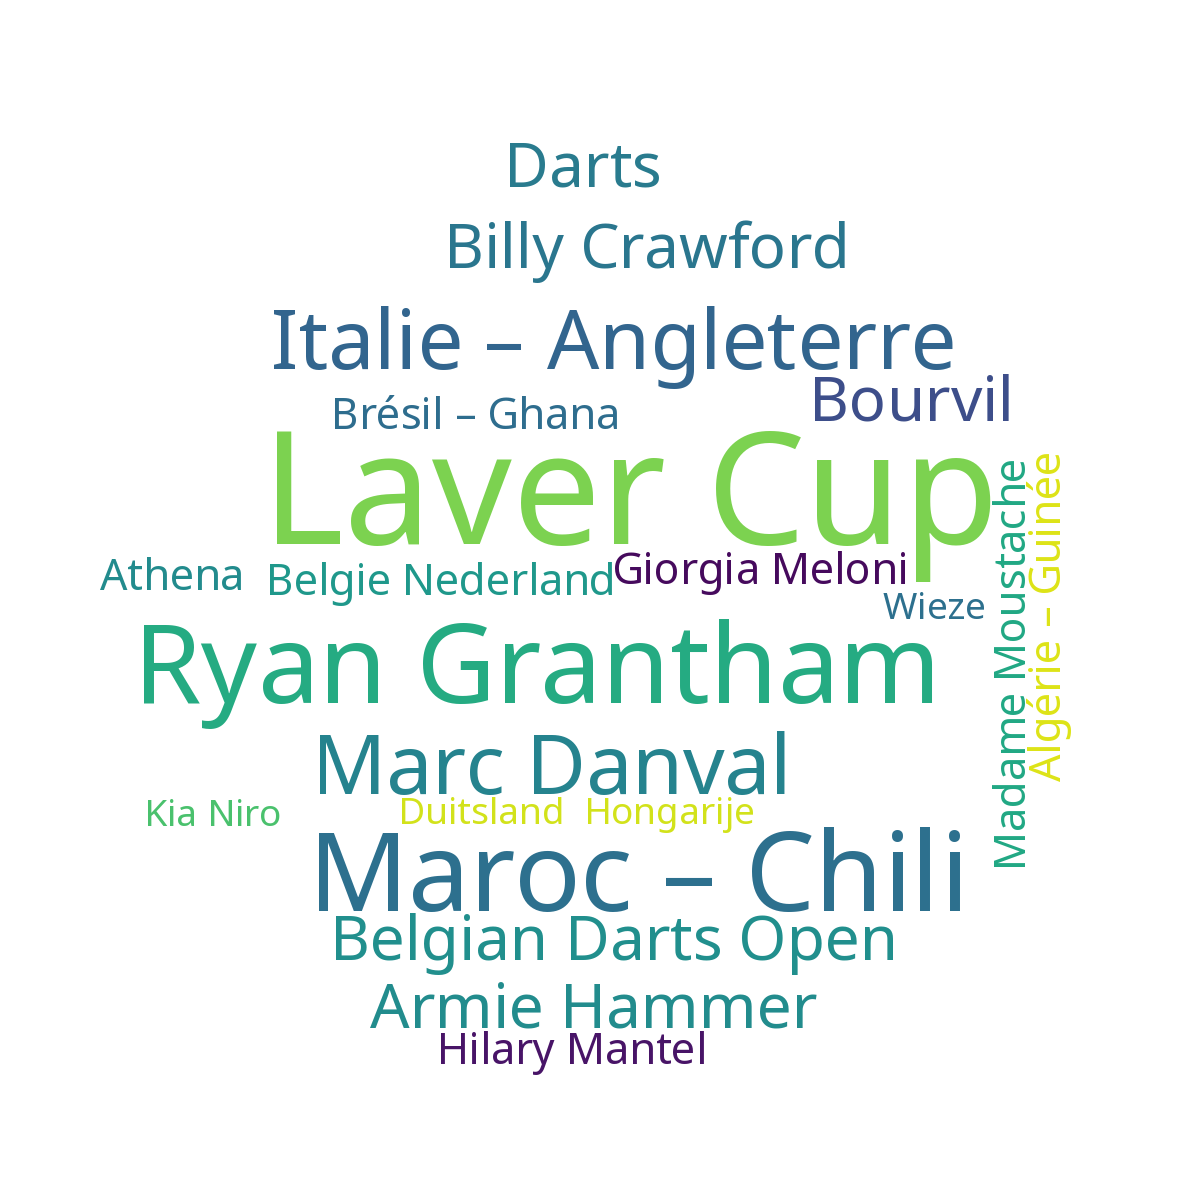 Darts
Billy Crawford
Italie – Angleterre
Bourvil
Brésil – Ghana
Laver Cup
Madame Moustache
Algérie – Guinée
Athena
Belgie Nederland
Giorgia Meloni
Wieze
Ryan Grantham
Marc Danval
Kia Niro
Duitsland  Hongarije
Maroc – Chili
Belgian Darts Open
Armie Hammer
Hilary Mantel